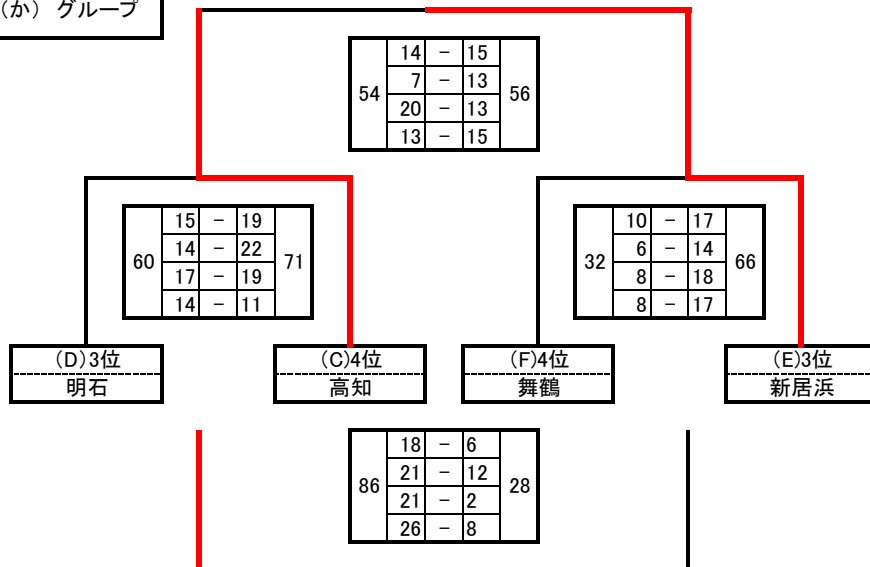 (か) グループ
54 14 － 15 56
7 － 13
20 － 13
13 － 15
60 15 － 19 71
14 － 22
17 － 19
14 － 11
32 10 － 17 66
6 － 14
8 － 18
8 － 17
(D)3位
明石
(C)4位
高知
(F)4位
舞鶴
(E)3位
新居浜
86 18 － 6 28
21 － 12
21 － 2
26 － 8